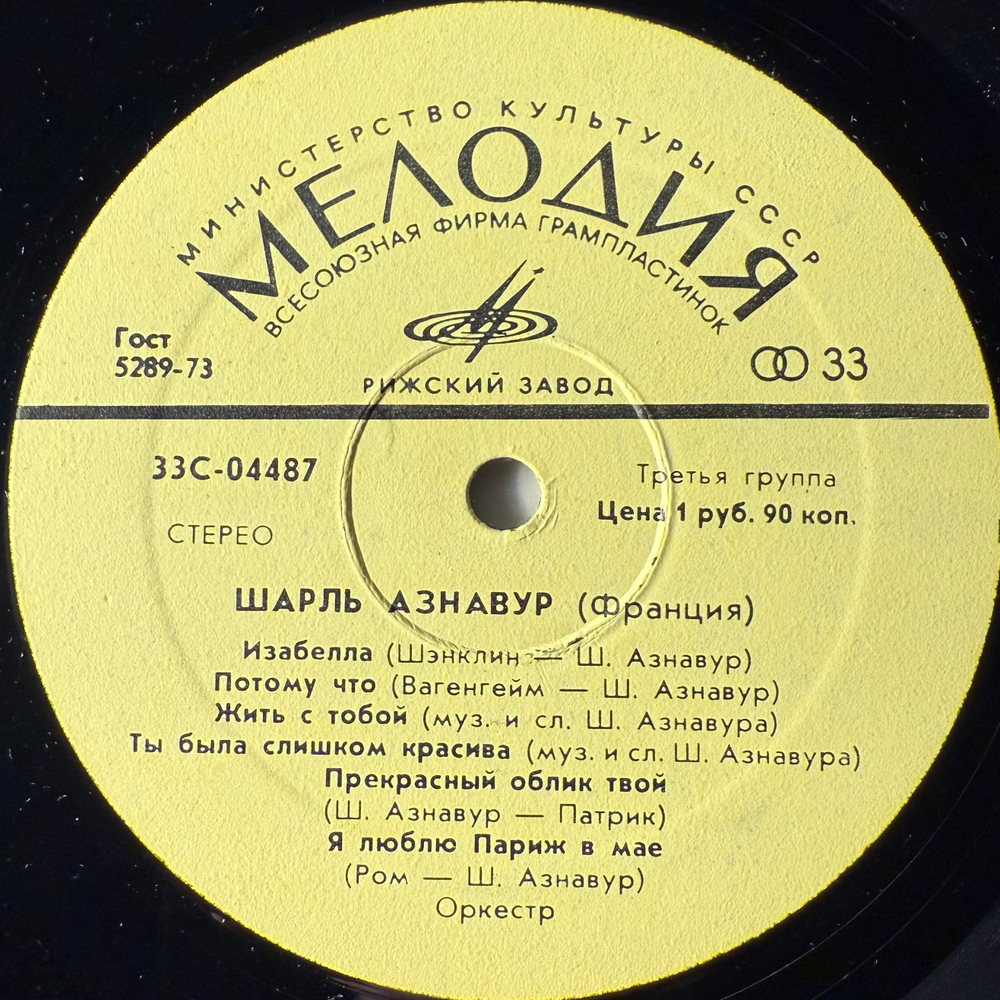 МИНИСТЕРСТВО КУЛЬТУРЫ СССР
МЕЛОДИЯ
ВСЕСОЮЗНАЯ ФИРМА ГРАМПЛАСТИНОК
Гост
5289-73
33
РИЖСКИЙ ЗАВОД
33С-04487
Третья группа
Цена 1 руб. 90 коп.
СТЕРЕО
ШАРЛЬ АЗНАВУР (Франция)
Изабелла (Шэнклин — Ш. Азнавур)
Потому что (Вагенгейм — Ш. Азнавур)
Жить с тобой (муз. и сл. Ш. Азнавура)
Ты была слишком красива (муз. и сл. Ш. Азнавура)
Прекрасный облик твой
(Ш. Азнавур — Патрик)
Я люблю Париж в мае
(Ром — Ш. Азнавур)
Оркестр